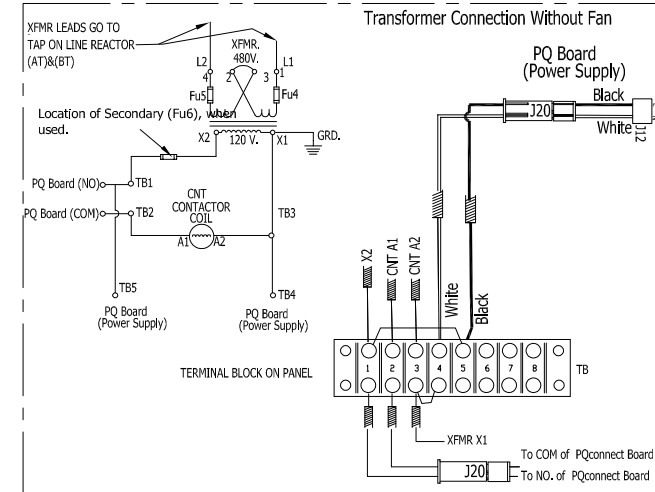 Transformer Connection Without Fan
XFMR LEADS GO TO
TAP ON LINE REACTOR
(AT)&(BT)
XFMR.
480V.
L2
L1
4
2
3
1
Fu5
Fu4
Location of Secondary (Fu6), when
used.
X2
120 V.
X1
GRD.
PQ Board (NO)
TB1
PQ Board (COM)
TB2
CNT
CONTACTOR
COIL
A1
A2
TB3
TB5
TB4
PQ Board
(Power Supply)
PQ Board
(Power Supply)
PQ Board
(Power Supply)
Black
J20
White
J12
X2
CNT A1
CNT A2
White
Black
TERMINAL BLOCK ON PANEL
1
2
3
4
5
6
7
8
TB
XFMR X1
J20
To COM of PQconnect Board
To NO. of PQconnect Board